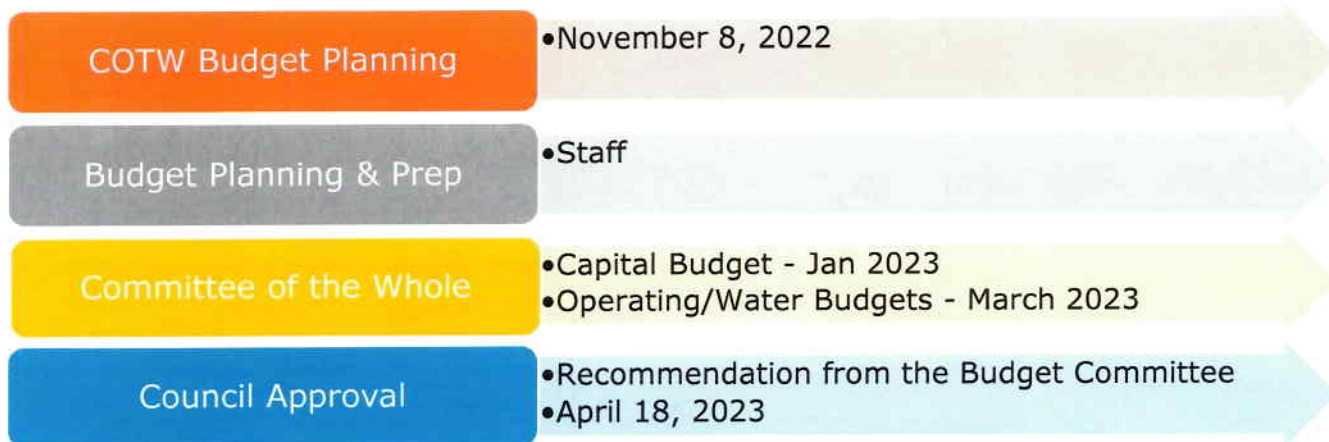 COTW Budget Planning
•November 8, 2022
Budget Planning & Prep
•Staff
Committee of the Whole
•Capital Budget - Jan 2023
•Operating/Water Budgets - March 2023
Council Approval
•Recommendation from the Budget Committee
•April 18, 2023